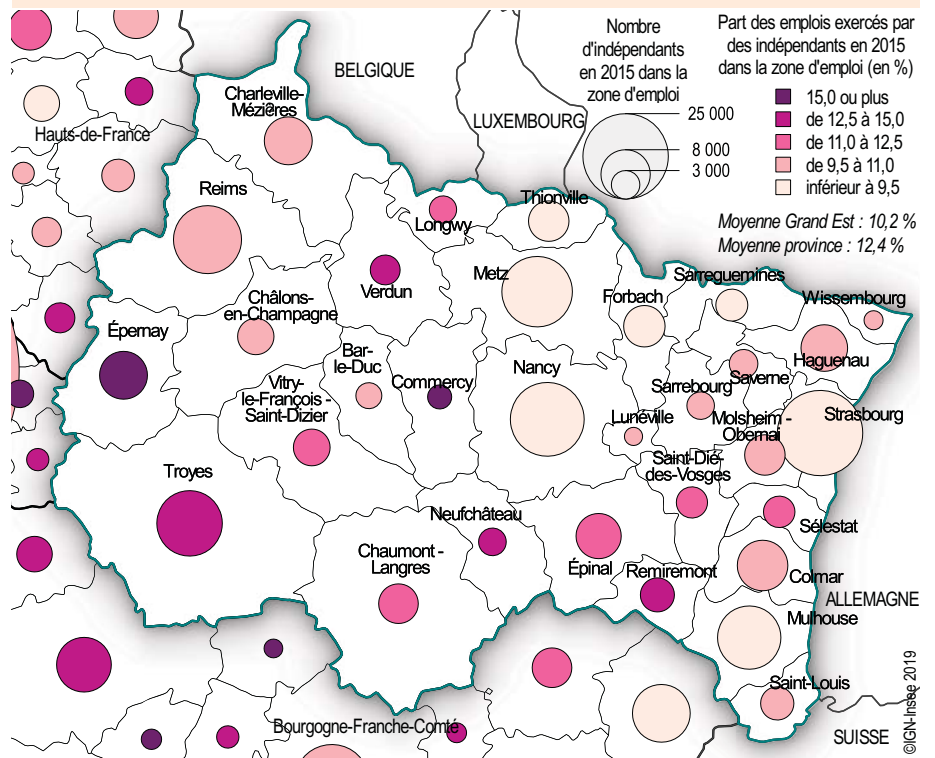 Nombre
d'indépendants
en 2015 dans la
zone d'emploi
25 000
8 000
3 000
Part des emplois exercés par
des indépendants en 2015
dans la zone d'emploi (en %)
15,0 ou plus
de 12,5 à 15,0
de 11,0 à 12,5
de 9,5 à 11,0
inférieur à 9,5
Moyenne Grand Est : 10,2 %
Moyenne province : 12,4 %
BELGIQUE
LUXEMBOURG
Hauts-de-France
Charleville-
Mézières
Reims
Longwy
Thionville
Verdun
Metz
Sarreguemines
Forbach
Wissembourg
Châlons-
en-Champagne
Épernay
Bar-
le-Duc
Commercy
Nancy
Haguenau
Saverne
Sarrebourg
Vitry-
le-François -
Saint-Dizier
Lunéville
Molsheim -
Obernai
Strasbourg
Troyes
Saint-Dié-
des-Vosges
Neufchâteau
Sélestat
Chaumont -
Langres
Épinal
Remiremont
Colmar
ALLEMAGNE
Mulhouse
Saint-Louis
Bourgogne-Franche-Comté
SUISSE
©IGN-Insee 2019